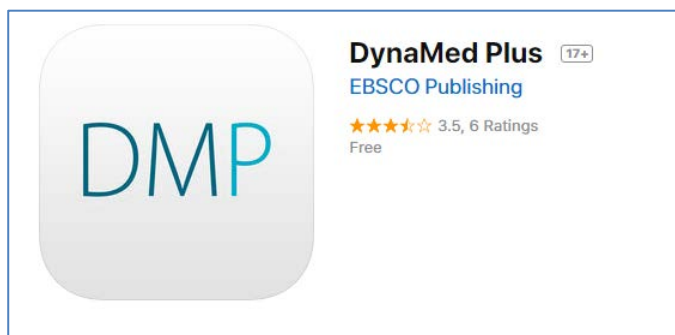 DMP
DynaMed Plus 17+
EBSCO Publishing
3.5, 6 Ratings
Free